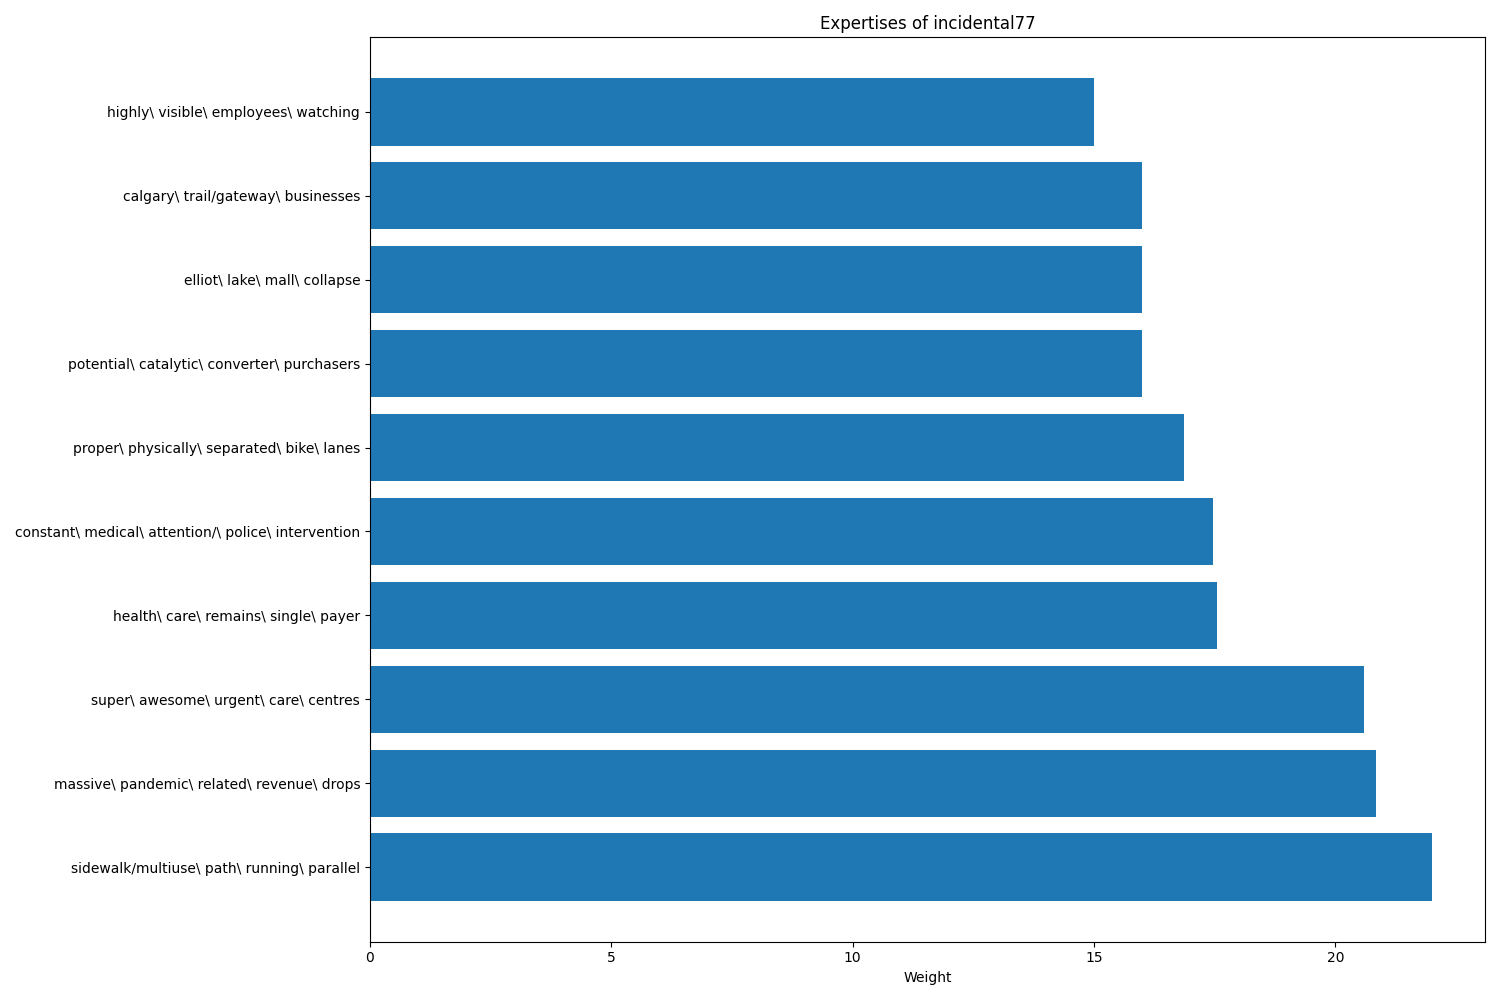 Expertises of incidental77
highly\ visible\ employees\ watching
calgary\ trail/gateway\ businesses
elliot\ lake\ mall\ collapse
potential\ catalytic\ converter\ purchasers
proper\ physically\ separated\ bike\ lanes
constant\ medical\ attention/\ police\ intervention
health\ care\ remains\ single\ payer
super\ awesome\ urgent\ care\ centres
massive\ pandemic\ related\ revenue\ drops
sidewalk/multiuse\ path\ running\ parallel
0 5 10 15 20
Weight